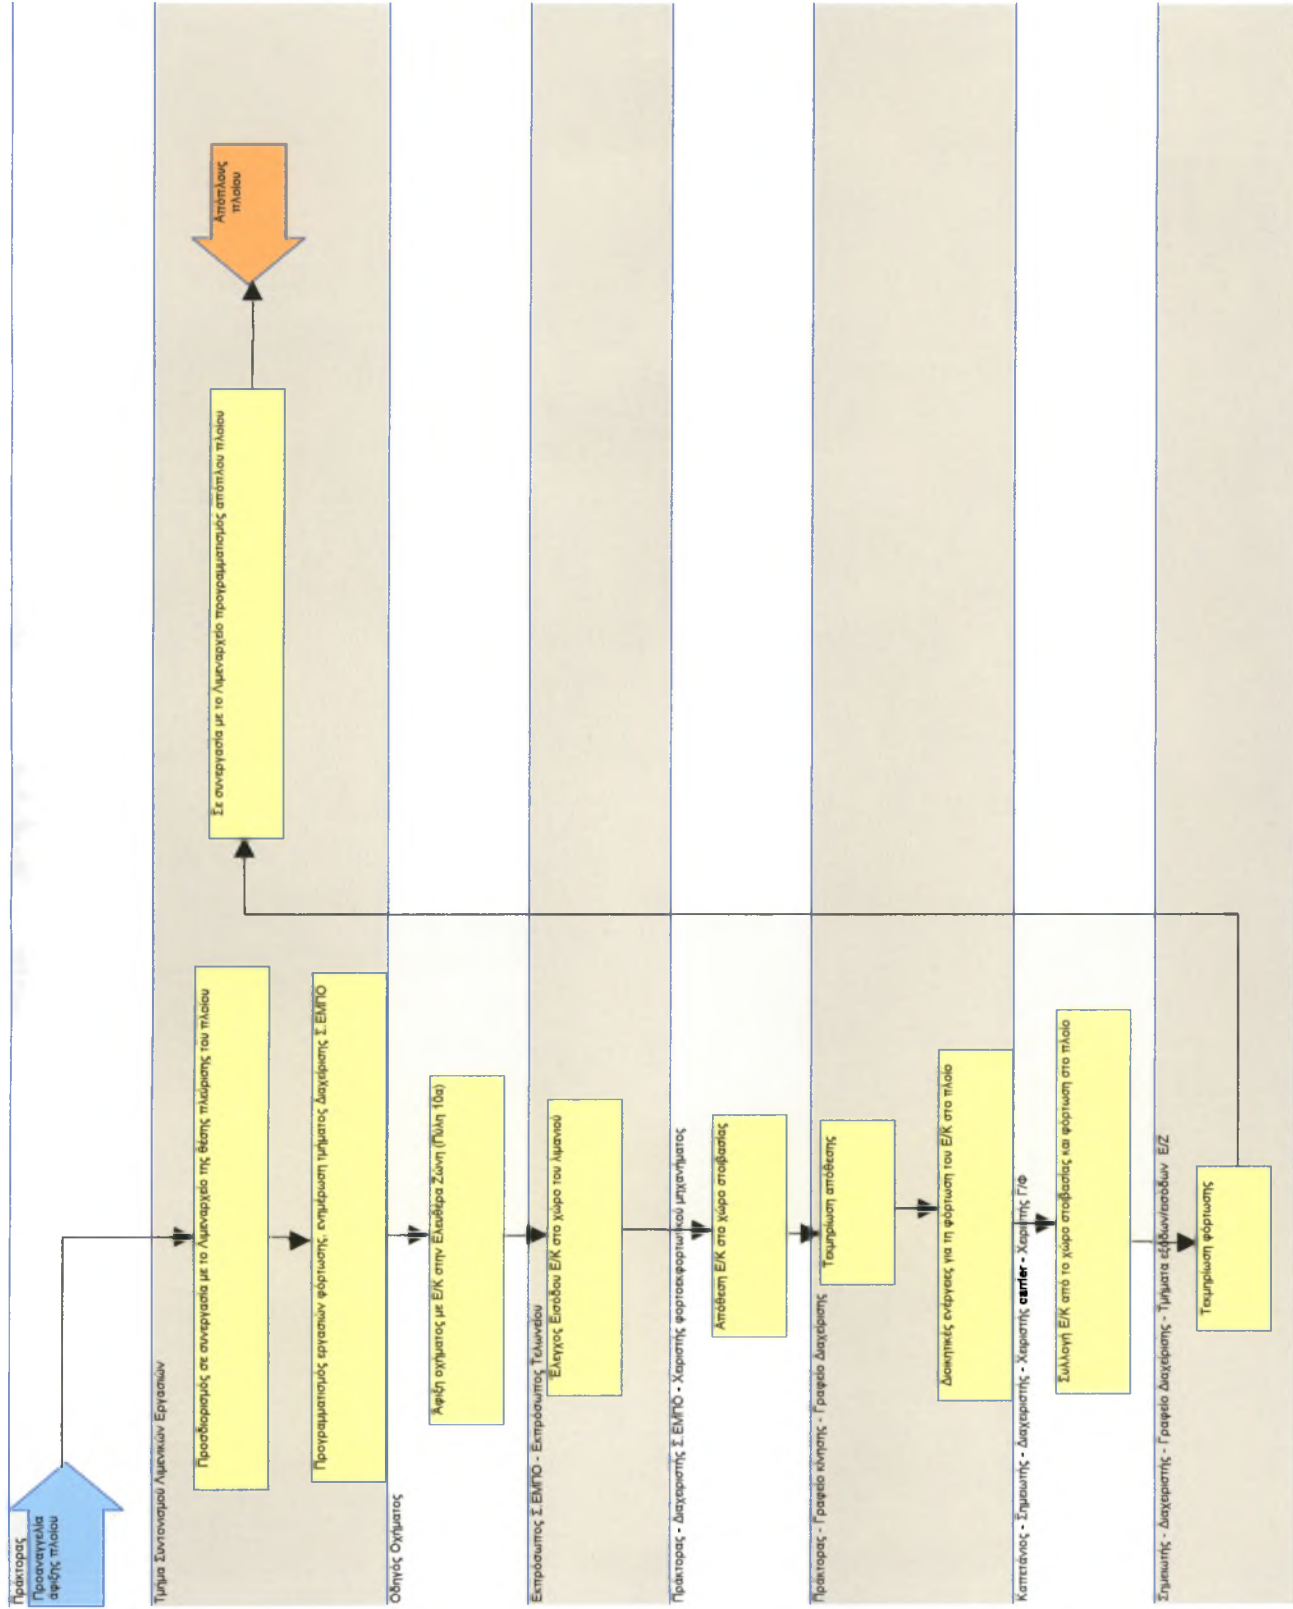 Πράκτορας
Προαναγγελία
άφιξης πλοίου
Τμήμα Συντονισμού Λιμενικών Εργασιών
Προσδιορισμός σε συνεργασία με το Λιμεναρχείο της θέσης πλεύρισης του πλοίου
Προγραμματισμός εργασιών φόρτωσης, ενημέρωση τμήματος Διαχείρισης Σ.ΕΜΠΟ
Σε συνεργασία με το Λιμεναρχείο προγραμματισμός απόπλου πλοίου
Απόπλους
πλοίου
Οδηγός Οχήματος
Άφιξη οχήματος με Ε/Κ στην Ελευθέρα Ζώνη (Πύλη 10α)
Εκπρόσωπος Σ.ΕΜΠΟ - Εκπρόσωπος Τελωνείου
Έλεγχος Εισόδου Ε/Κ στο χώρο του λιμανιού
Πράκτορας - Διαχειριστής Σ.ΕΜΠΟ - Χειριστής φορτοεκφορτωτικού μηχανήματος
Απόθεση Ε/Κ στο χώρο στοιβασίας
Πράκτορας - Γραφείο κίνησης - Γραφείο Διαχείρισης
Τεκμηρίωση απόθεσης
Διοικητικές ενέργειες για τη φόρτωση του Ε/Κ στο πλοίο
Καπετάνιος - Σημειωτής - Διαχειριστής - Χειριστής carrier - Χειριστής Γ/Φ
Συλλογή Ε/Κ από το χώρο στοιβασίας και φόρτωση στο πλοίο
Σημειωτής - Διαχειριστής - Γραφείο Διαχείρισης - Τμήματα εξόδων/εισόδων Ε/Ζ
Τεκμηρίωση φόρτωσης